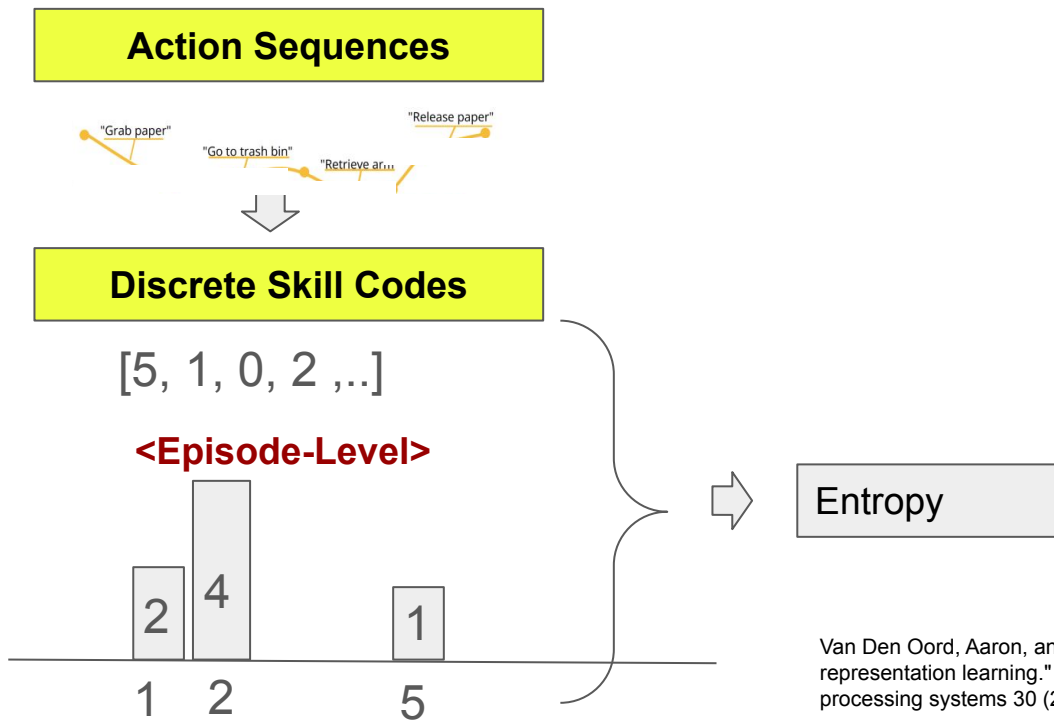 Action Sequences
"Grab paper"
"Release paper"
"Go to trash bin"
"Retrieve
Discrete Skill Codes
[5, 1, 0, 2 ,..]
<Episode-Level>
Entropy
2
4
1
1
2
5
Van Den Oord, Aaron, an
representation learning."
processing systems 30 (2